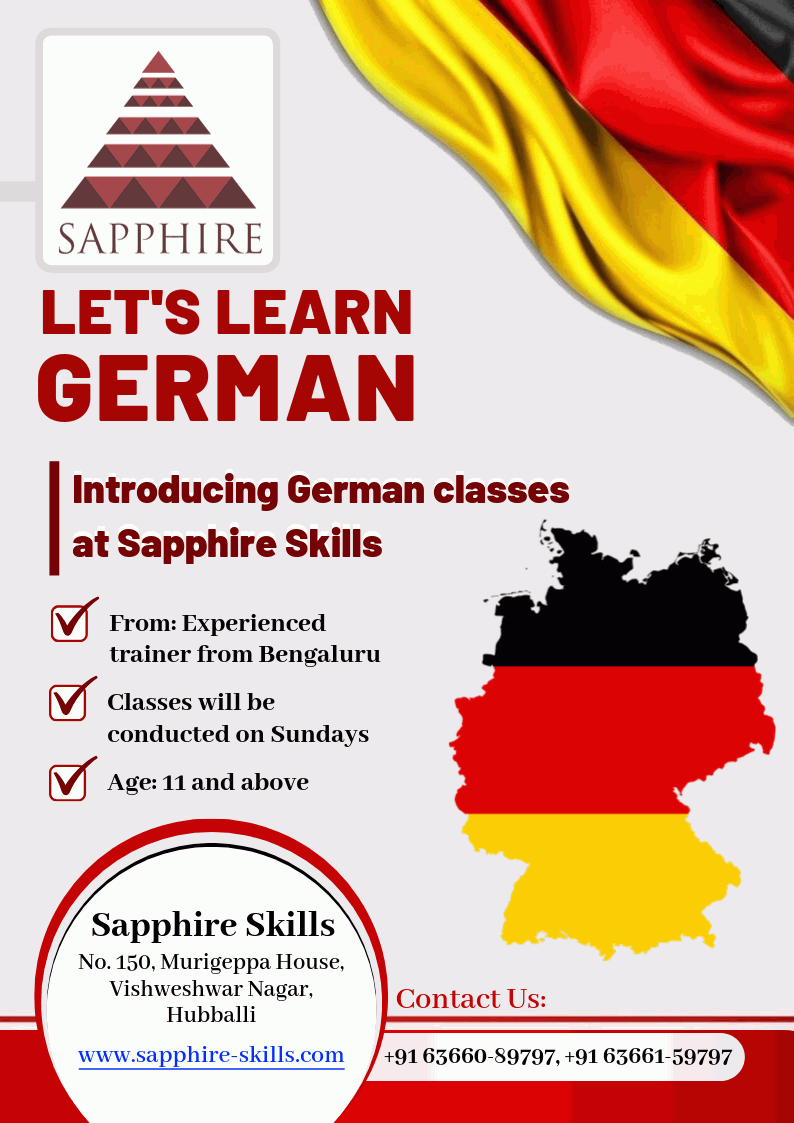 SAPPHIRE
LET'S LEARN
GERMAN
Introducing German classes
at Sapphire Skills
From: Experienced
trainer from Bengaluru
Classes will be
conducted on Sundays
Age: 11 and above
Sapphire Skills
No. 150, Murigeppa House,
Vishweshwar Nagar,
Hubballi
www.sapphire-skills.com
Contact Us:
+91 63660-89797, +91 63661-59797